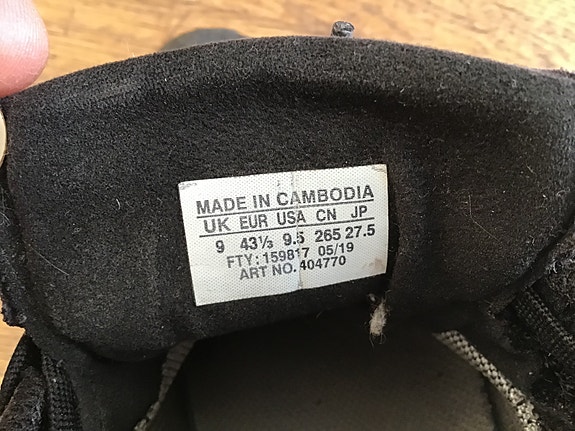 MADE IN CAMBODIA
UK EUR USA CN JP
9 43⅓ 9.5 265 27.5
FTY: 159817 05/19
ART NO. 404770